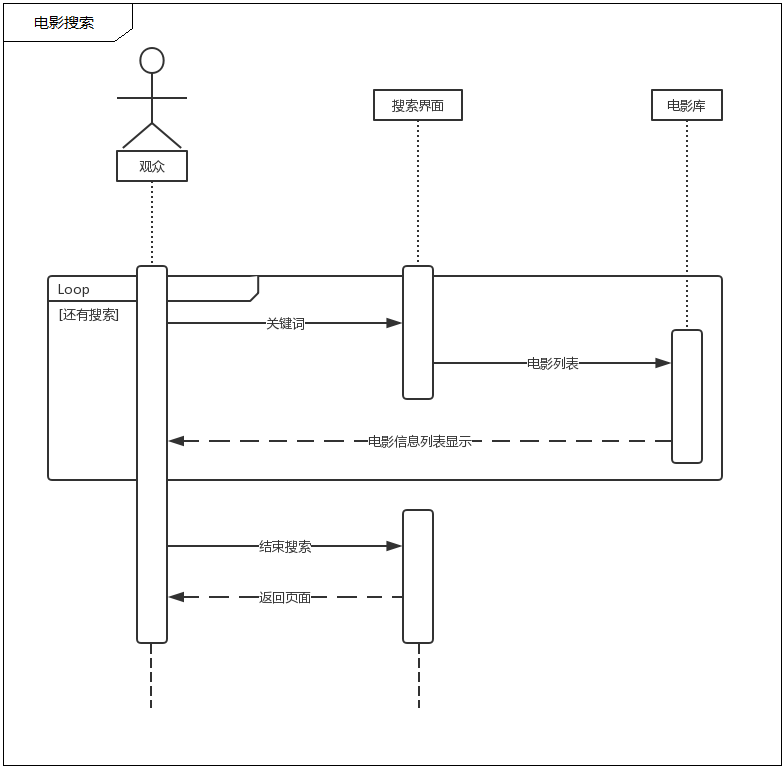 电影搜索
搜索界面
电影库
观众
Loop
[还有搜索]
关键词
电影列表
电影信息列表显示
结束搜索
返回页面